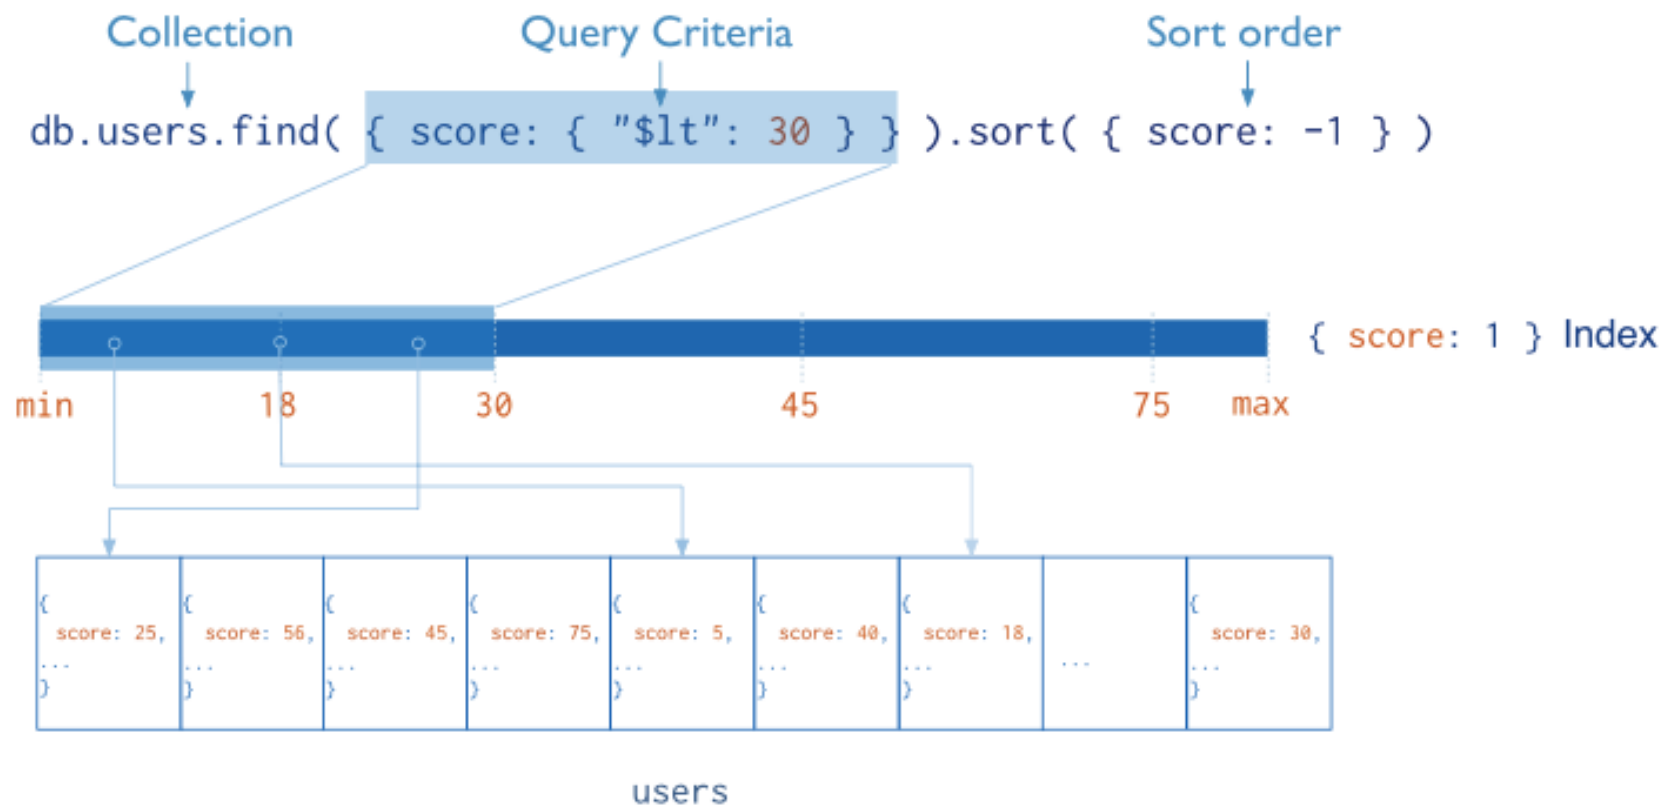 Collection Query Criteria Sort order
db.users.find( { score: { "$lt": 30 } } ).sort( { score: -1 } )
{ score: 1 } Index
min 18 30 45 75 max
{ { { { { { { {
score: 25, score: 56, score: 45, score: 75, score: 5, score: 40, score: 18, score: 30,
... ... ... ... ... ... ... ... ...
} } } } } } } }
users